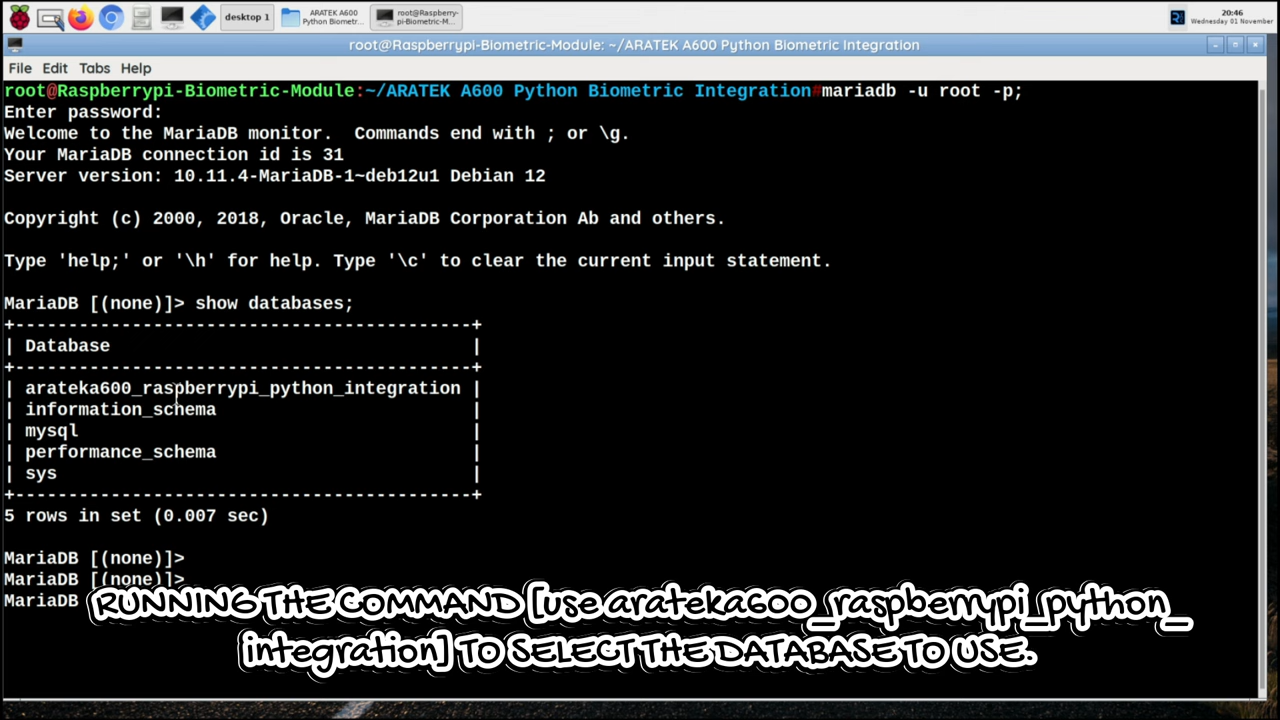 desktop 1
ARATEK A600
Python Biometr...
root@Raspberry-
pi-Biometric-M...
20:46
Wednesday 01 November
root@Raspberrypi-Biometric-Module: ~/ARATEK A600 Python Biometric Integration
File Edit Tabs Help
root@Raspberrypi-Biometric-Module:~/ARATEK A600 Python Biometric Integration#mariadb -u root -p;
Enter password:
Welcome to the MariaDB monitor.  Commands end with ; or \g.
Your MariaDB connection id is 31
Server version: 10.11.4-MariaDB-1~deb12u1 Debian 12
Copyright (c) 2000, 2018, Oracle, MariaDB Corporation Ab and others.
Type 'help;' or '\h' for help. Type '\c' to clear the current input statement.
MariaDB [(none)]> show databases;
+--------------------------------------------+
| Database                                   |
+--------------------------------------------+
| arateka600_raspberrypi_python_integration |
| information_schema                         |
| mysql                                      |
| performance_schema                         |
| sys                                        |
+--------------------------------------------+
5 rows in set (0.007 sec)
MariaDB [(none)]>
MariaDB [(none)]>
MariaDB
RUNNING THE COMMAND [use arateka600_raspberrypi_python_
integration] TO SELECT THE DATABASE TO USE.